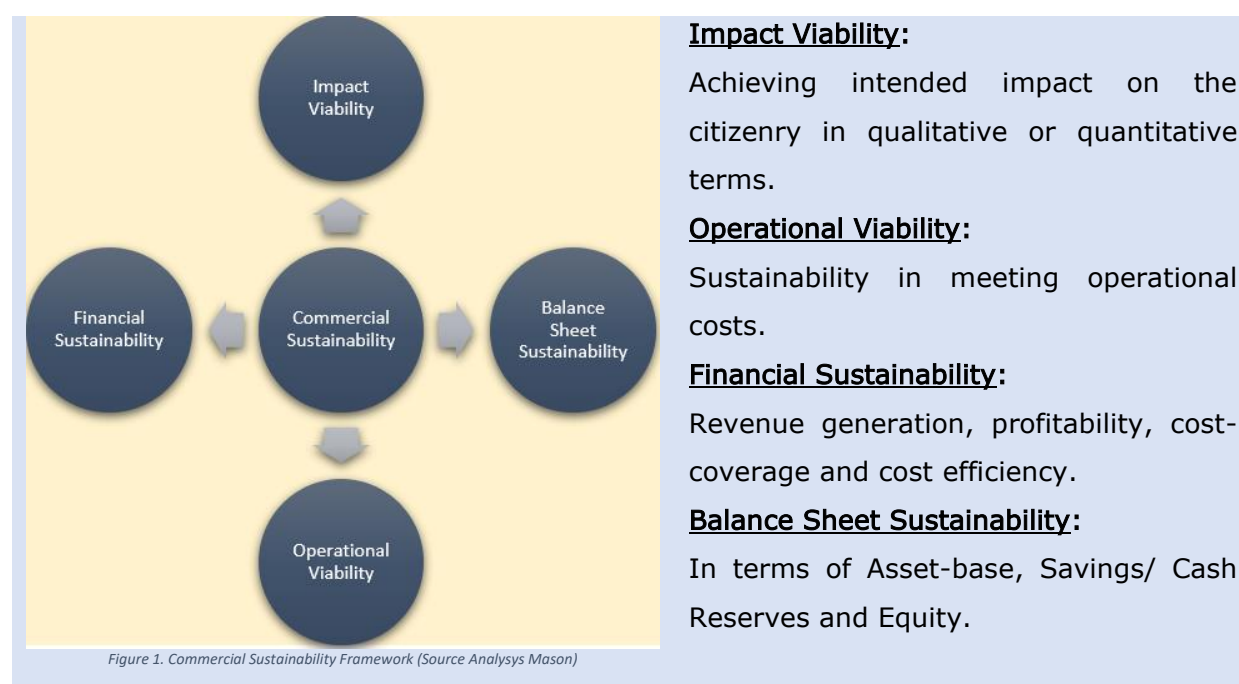 Impact
Viability
Financial
Sustainability
Commercial
Sustainability
Balance
Sheet
Sustainability
Operational
Viability
Figure 1. Commercial Sustainability Framework (Source Analysys Mason)
Impact Viability:
Achieving intended impact on the
citizenry in qualitative or quantitative
terms.
Operational Viability:
Sustainability in meeting operational
costs.
Financial Sustainability:
Revenue generation, profitability, cost-
coverage and cost efficiency.
Balance Sheet Sustainability:
In terms of Asset-base, Savings/ Cash
Reserves and Equity.